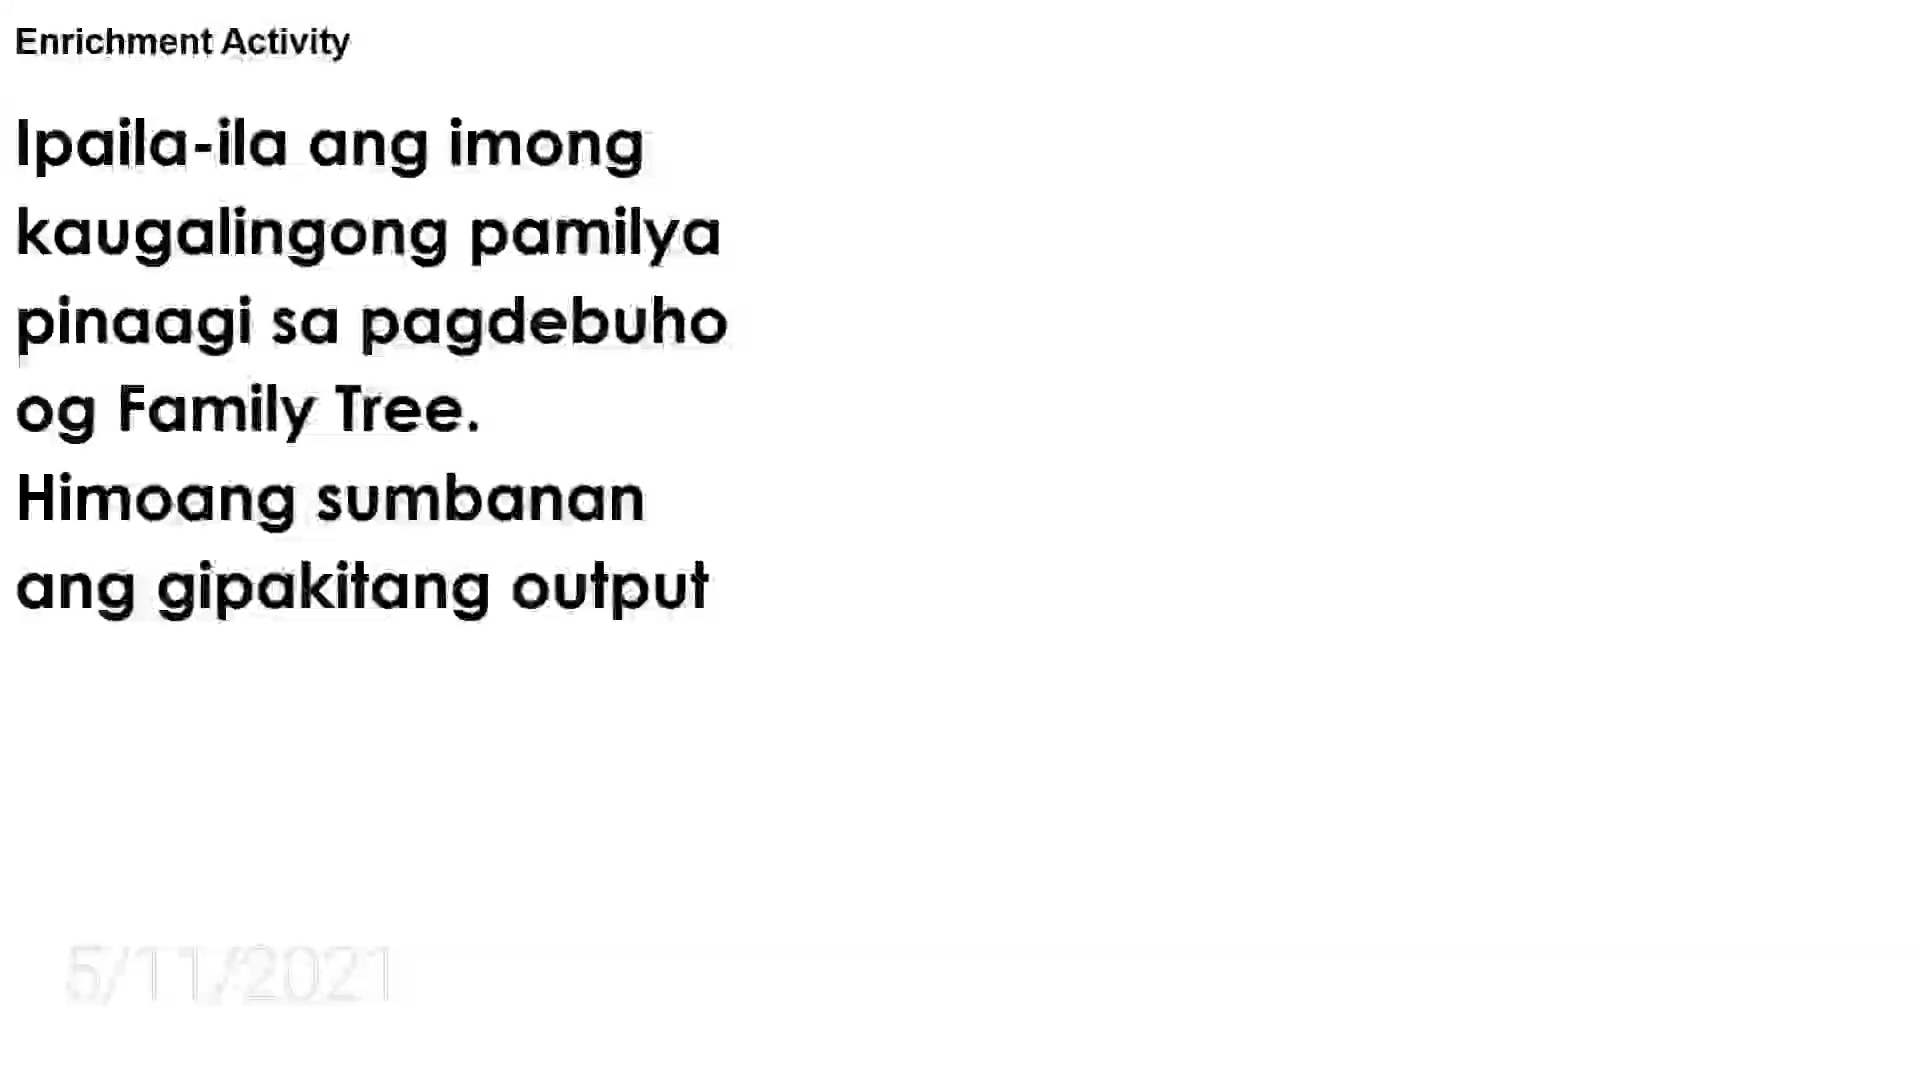 Enrichment Activity
Ipaila-ila ang imong
kaugalingong pamilya
pinaagi sa pagdebuho
og Family Tree.
Himoang sumbanan
ang gipakitang output
5/11/2021